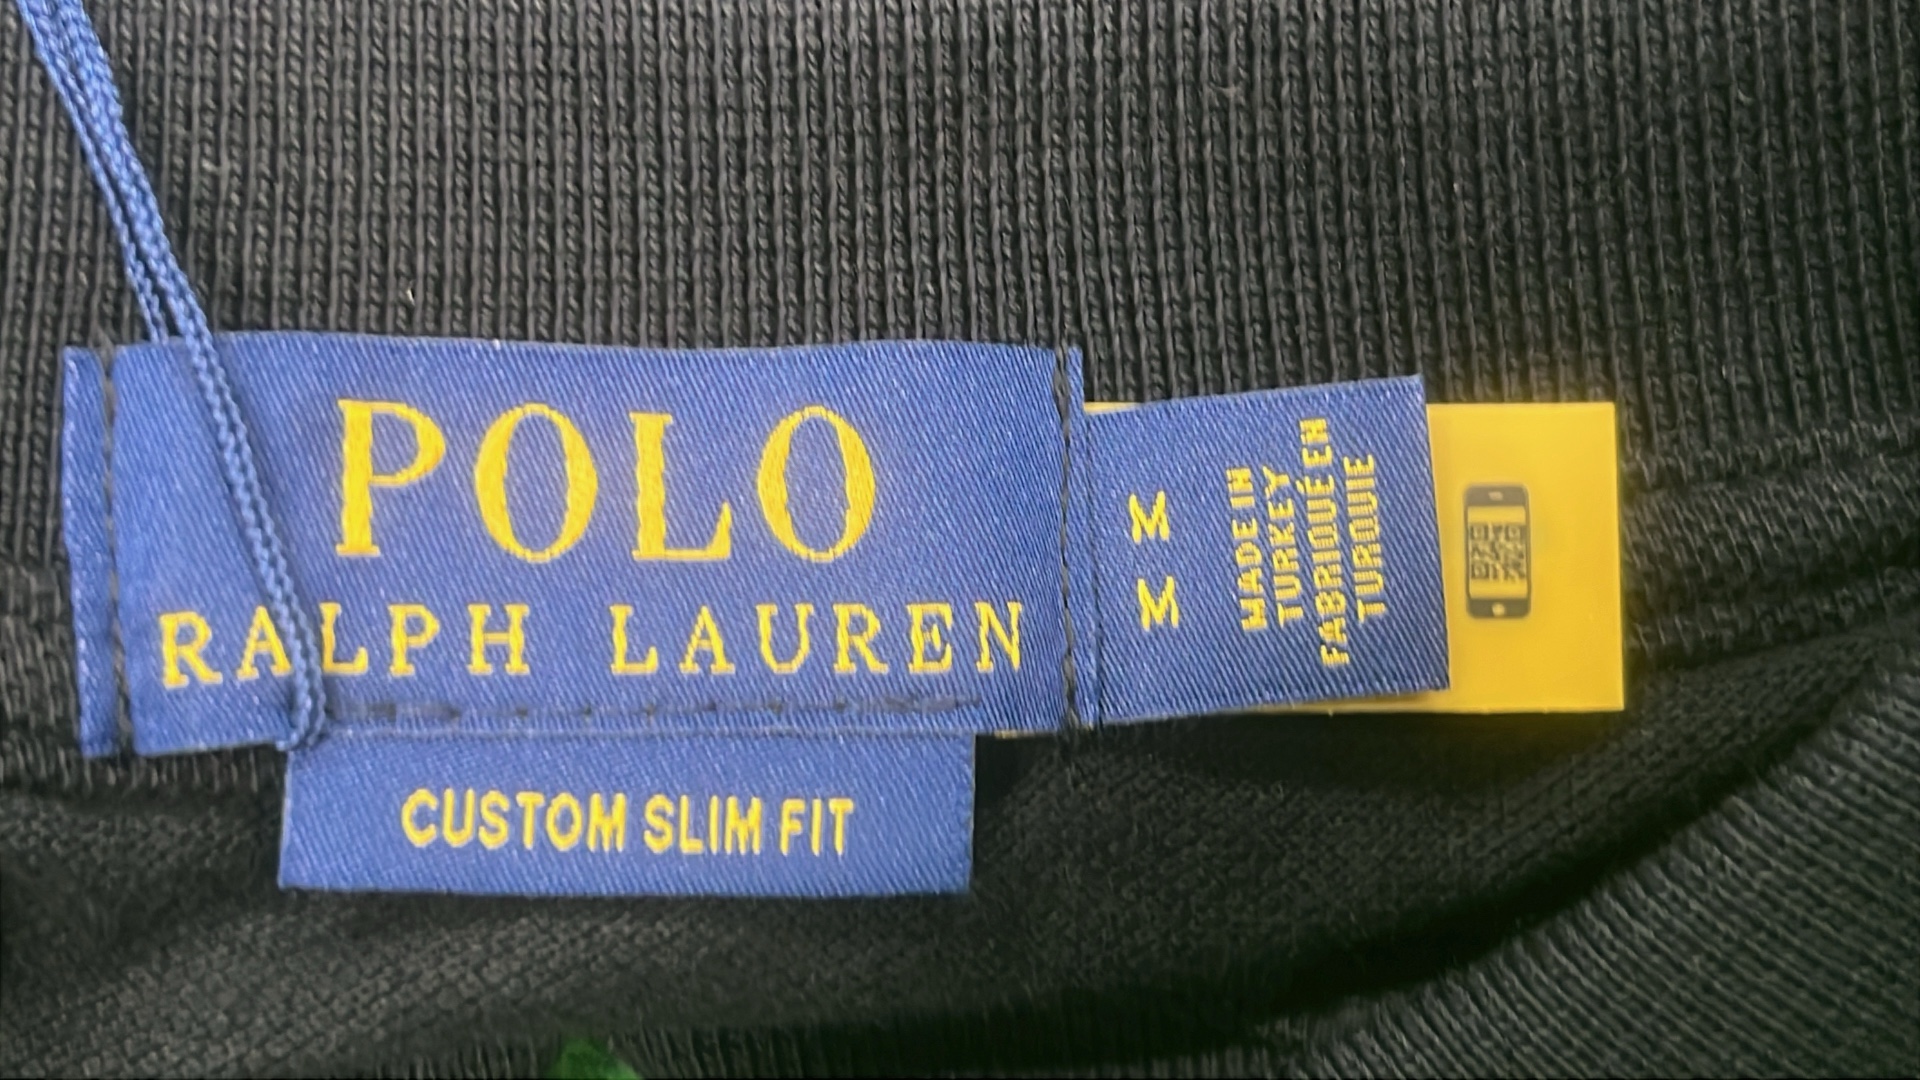 POLO
RALPH LAUREN
CUSTOM SLIM FIT
M
M
MADE IN
TURKEY
FABRIQUÉ EN
TURQUIE